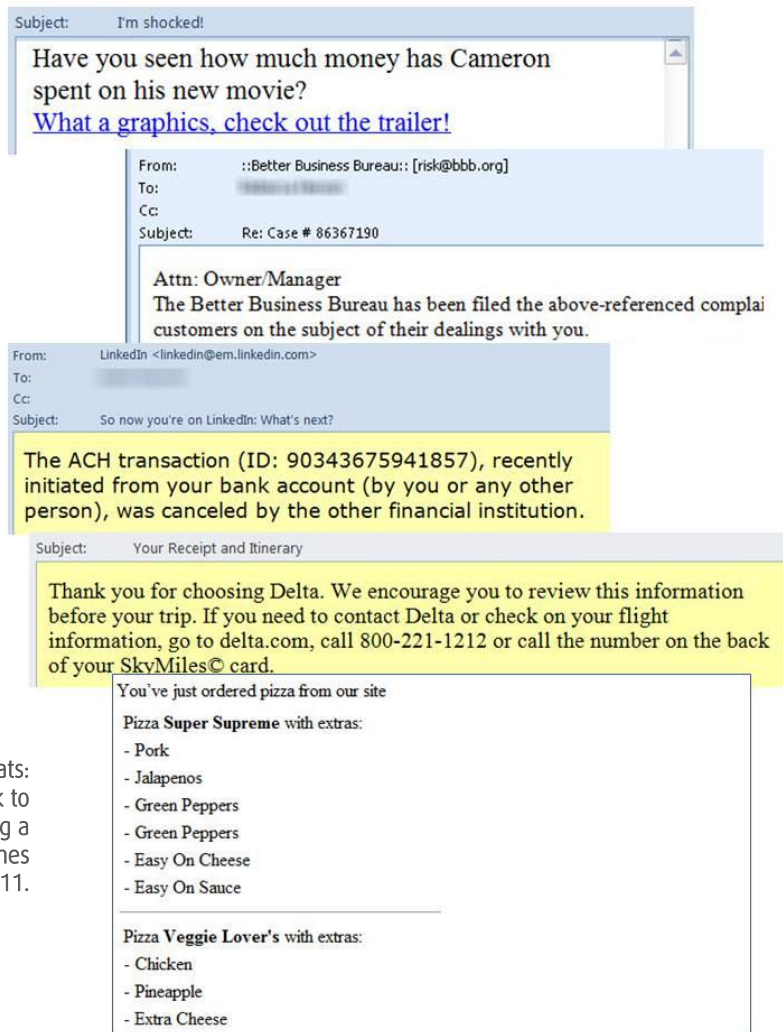 Subject: I'm shocked!
Have you seen how much money has Cameron
spent on his new movie?
What a graphics, check out the trailer!
From: ::Better Business Bureau:: [risk@bbb.org]
To:
Cc:
Subject: Re: Case # 86367190
Attn: Owner/Manager
The Better Business Bureau has been filed the above-referenced complai
customers on the subject of their dealings with you.
From: LinkedIn <linkedin@em.linkedin.com>
To:
Cc:
Subject: So now you're on LinkedIn: What's next?
The ACH transaction (ID: 90343675941857), recently
initiated from your bank account (by you or any other
person), was canceled by the other financial institution.
Subject: Your Receipt and Itinerary
Thank you for choosing Delta. We encourage you to review this information
before your trip. If you need to contact Delta or check on your flight
information, go to delta.com, call 800-221-1212 or call the number on the back
of your SkyMiles© card.
You've just ordered pizza from our site
Pizza Super Supreme with extras:
- Pork
- Jalapenos
- Green Peppers
- Green Peppers
- Easy On Cheese
- Easy On Sauce
Pizza Veggie Lover's with extras:
- Chicken
- Pineapple
- Extra Cheese
ats:
k to
g a
nes
11.